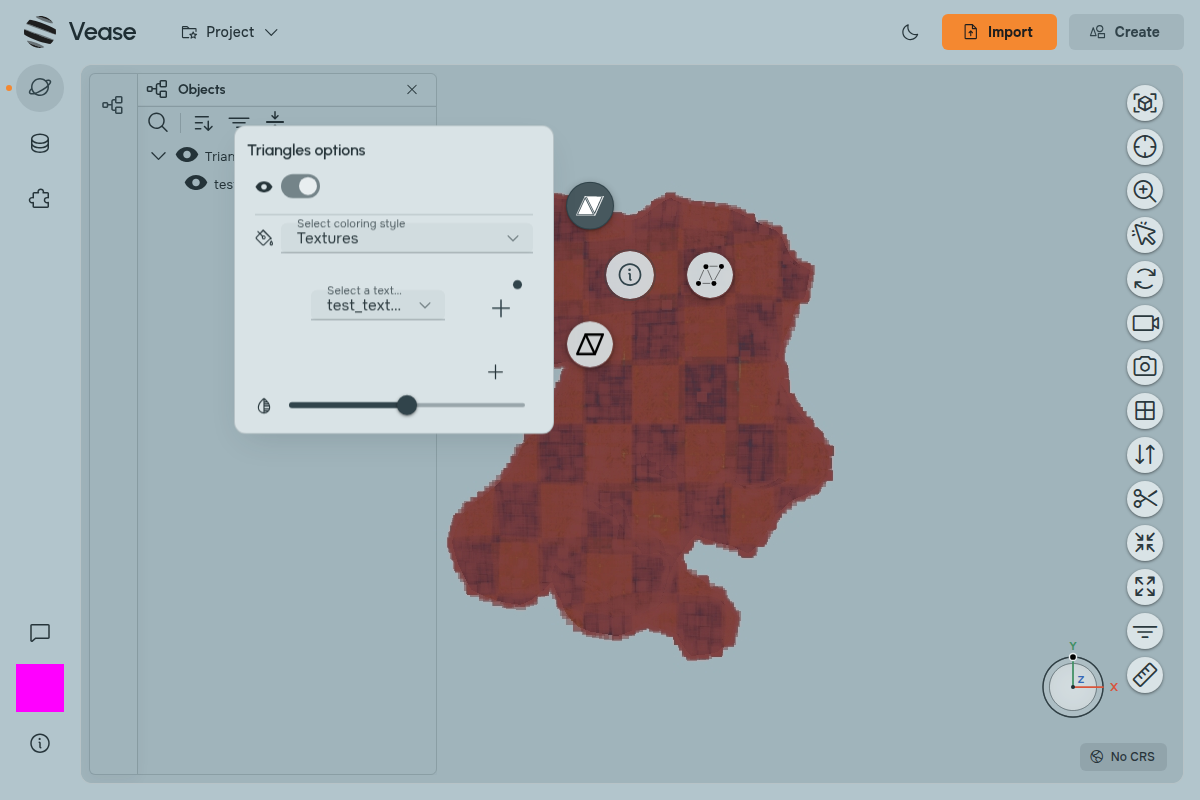 Vease
Project
Import
Create
Objects
Trian
tes
Triangles options
Select coloring style
Textures
Select a text...
test_text...
Y
Z
X
No CRS